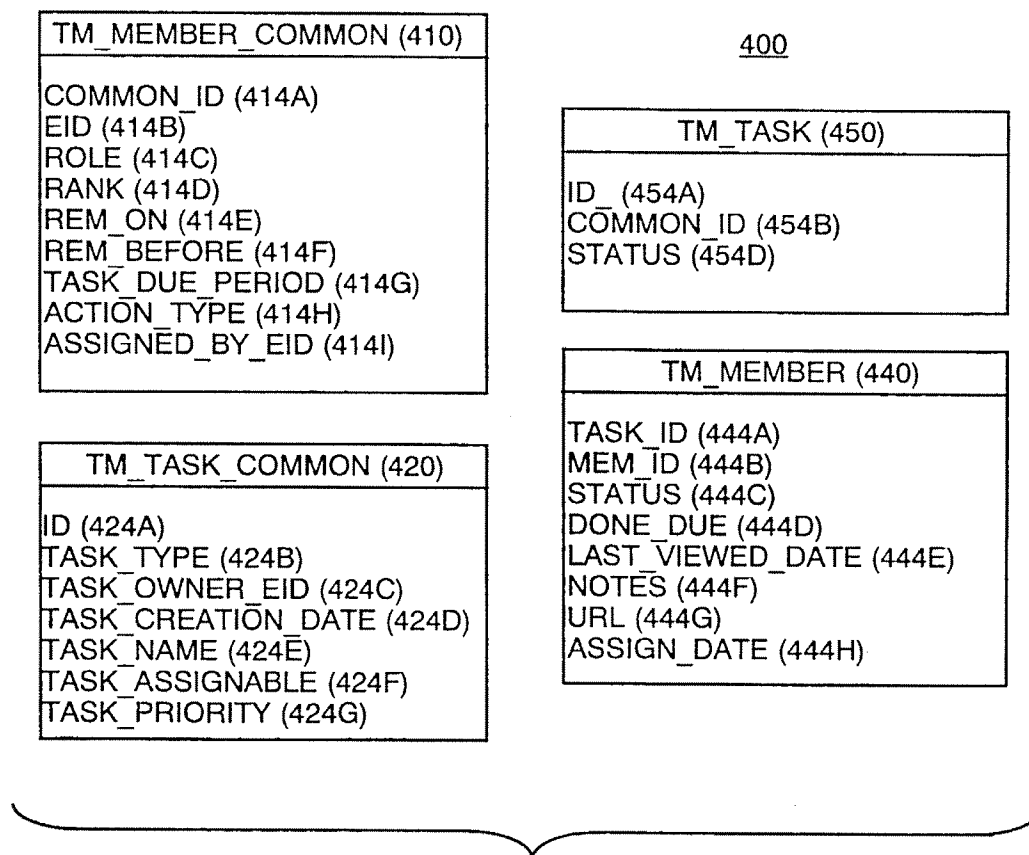 TM_MEMBER_COMMON (410)
COMMON_ID (414A)
EID (414B)
ROLE (414C)
RANK (414D)
REM_ON (414E)
REM_BEFORE (414F)
TASK_DUE_PERIOD (414G)
ACTION_TYPE (414H)
ASSIGNED_BY_EID (414I)
TM_TASK_COMMON (420)
ID (424A)
TASK_TYPE (424B)
TASK_OWNER_EID (424C)
TASK_CREATION_DATE (424D)
TASK_NAME (424E)
TASK_ASSIGNABLE (424F)
TASK_PRIORITY (424G)
400
TM_TASK (450)
ID_ (454A)
COMMON_ID (454B)
STATUS (454D)
TM_MEMBER (440)
TASK_ID (444A)
MEM_ID (444B)
STATUS (444C)
DONE_DUE (444D)
LAST_VIEWED_DATE (444E)
NOTES (444F)
URL (444G)
ASSIGN_DATE (444H)